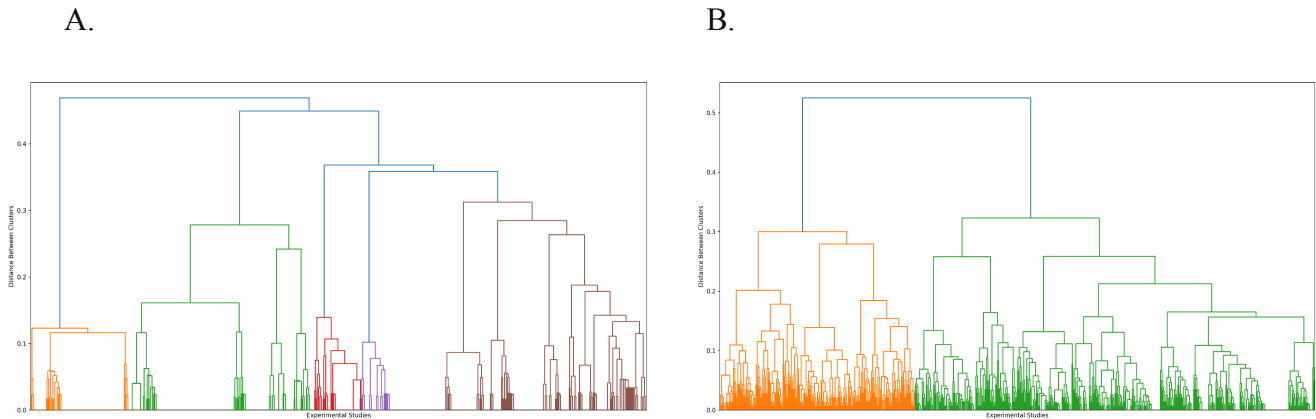 A.
B.
0.4
0.3
0.2
0.1
0.0
Distance Between Clusters
Experimental Studies
0.5
0.4
0.3
0.2
0.1
0.0
Distance Between Clusters
Experimental Studies